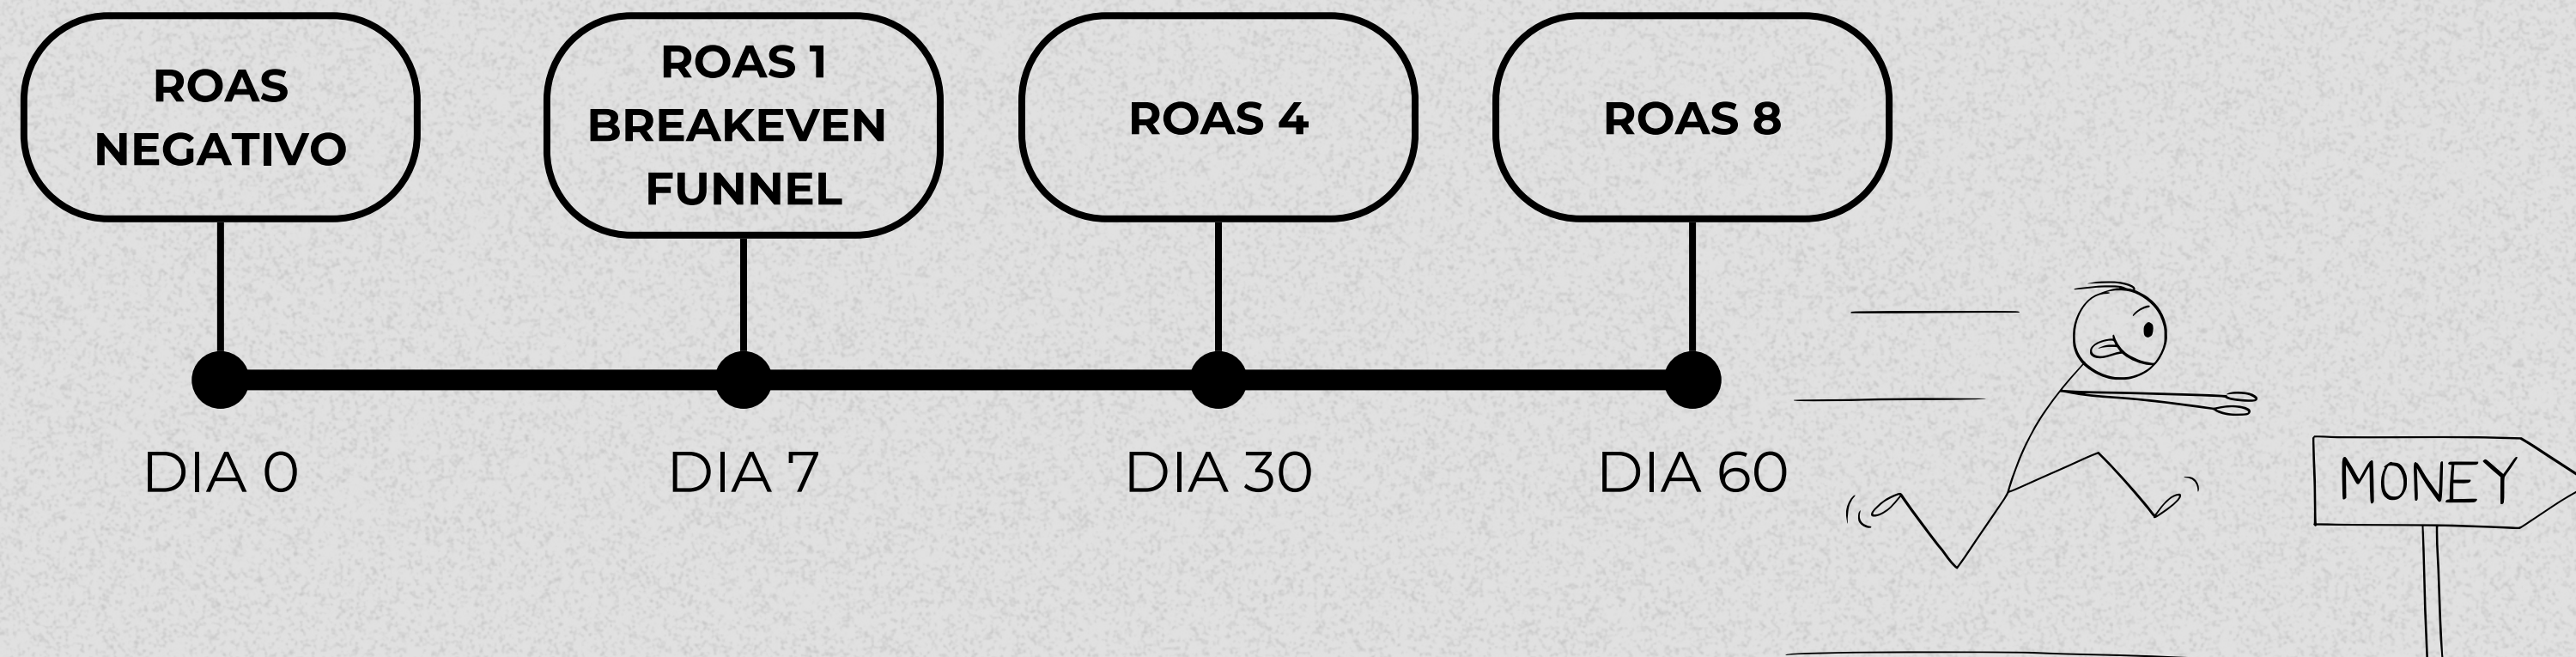 ROAS
NEGATIVO
ROAS 1
BREAKEVEN
FUNNEL
ROAS 4
ROAS 8
DIA 0
DIA 7
DIA 30
DIA 60
MONEY